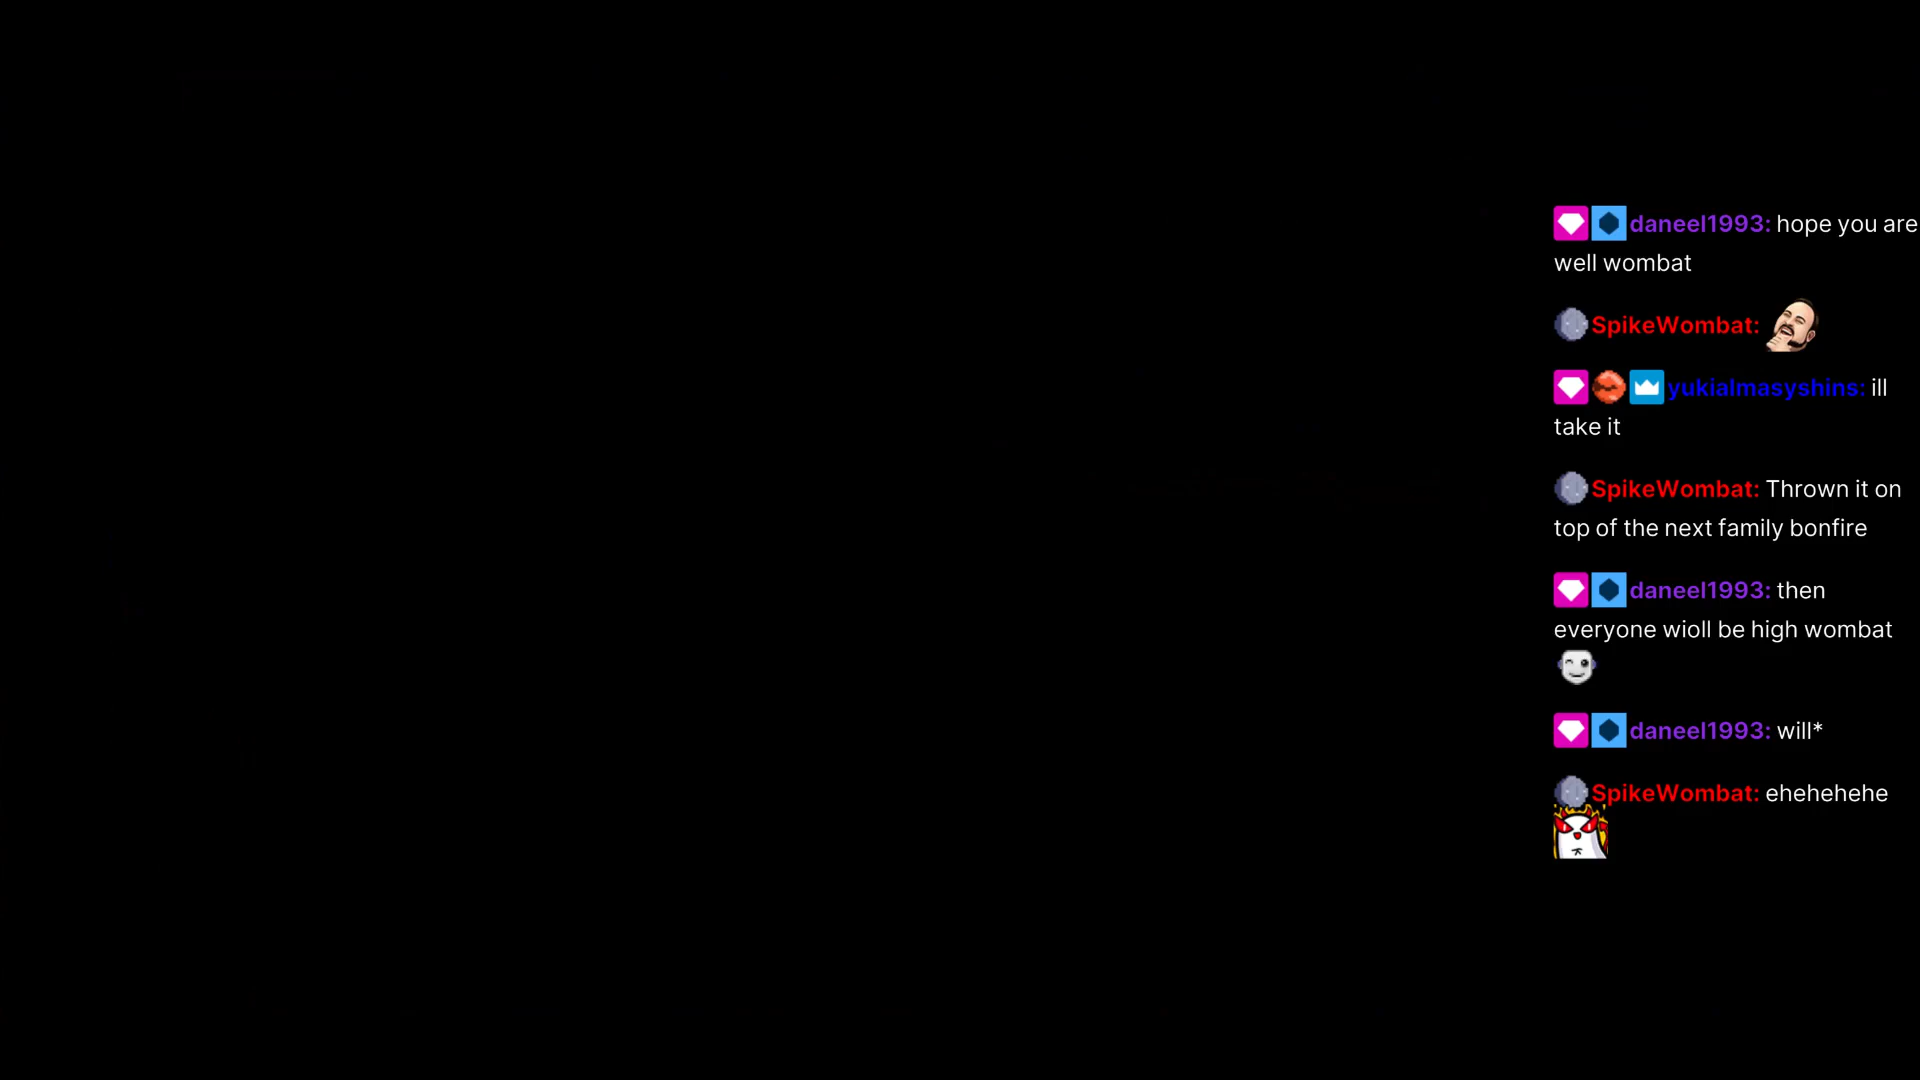 daneel1993: hope you are
well wombat
SpikeWombat:
yukialmasyshins: ill
take it
SpikeWombat: Thrown it on
top of the next family bonfire
daneel1993: then
everyone wioll be high wombat
daneel1993: will*
SpikeWombat: ehehehehe